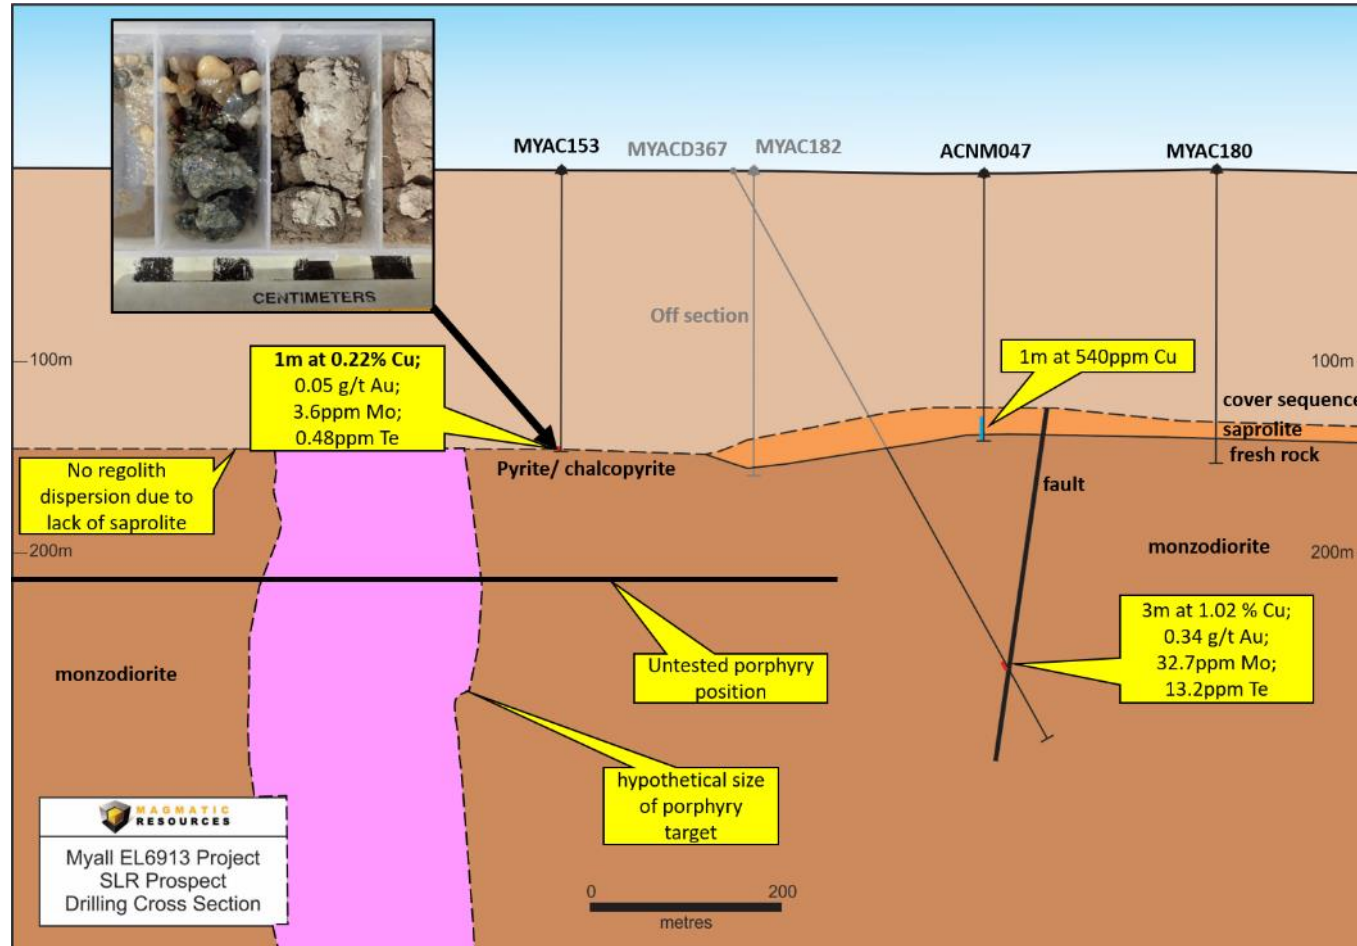 CENTIMETERS
MYAC153
MYACD367
MYAC182
ACNM047
MYAC180
Off section
100m
100m
1m at 0.22% Cu;
0.05 g/t Au;
3.6ppm Mo;
0.48ppm Te
1m at 540ppm Cu
cover sequence
saprolite
fresh rock
No regolith
dispersion due to
lack of saprolite
Pyrite/ chalcopyrite
fault
200m
monzodiorite
200m
3m at 1.02 % Cu;
0.34 g/t Au;
32.7ppm Mo;
13.2ppm Te
monzodiorite
Untested porphyry
position
hypothetical size
of porphyry
target
MAGMATIC
RESOURCES
Myall EL6913 Project
SLR Prospect
Drilling Cross Section
0 200
metres